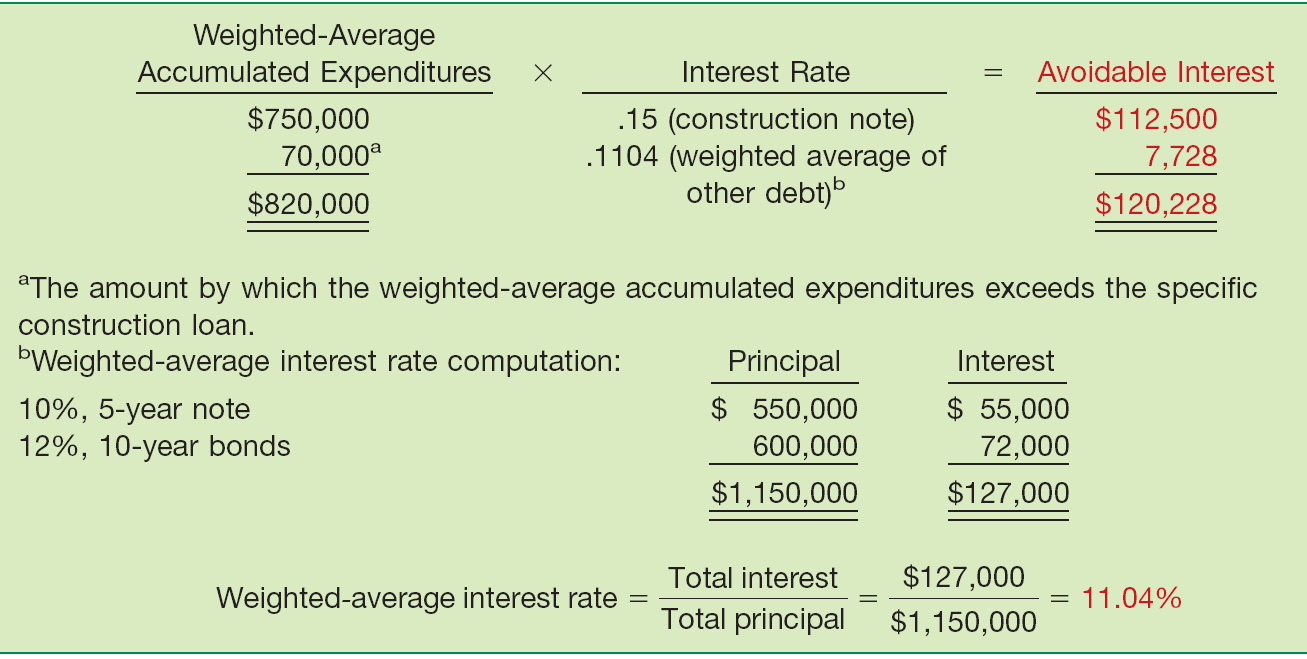 Weighted-Average
Accumulated Expenditures × Interest Rate = Avoidable Interest
$750,000 .15 (construction note) $112,500
70,000ᵃ .1104 (weighted average of 7,728
other debt)ᵇ
$820,000 $120,228
ᵃThe amount by which the weighted-average accumulated expenditures exceeds the specific
construction loan.
ᵇWeighted-average interest rate computation: Principal Interest
10%, 5-year note $ 550,000 $ 55,000
12%, 10-year bonds 600,000 72,000
$1,150,000 $127,000
Weighted-average interest rate = Total interest / Total principal = $127,000 / $1,150,000 = 11.04%